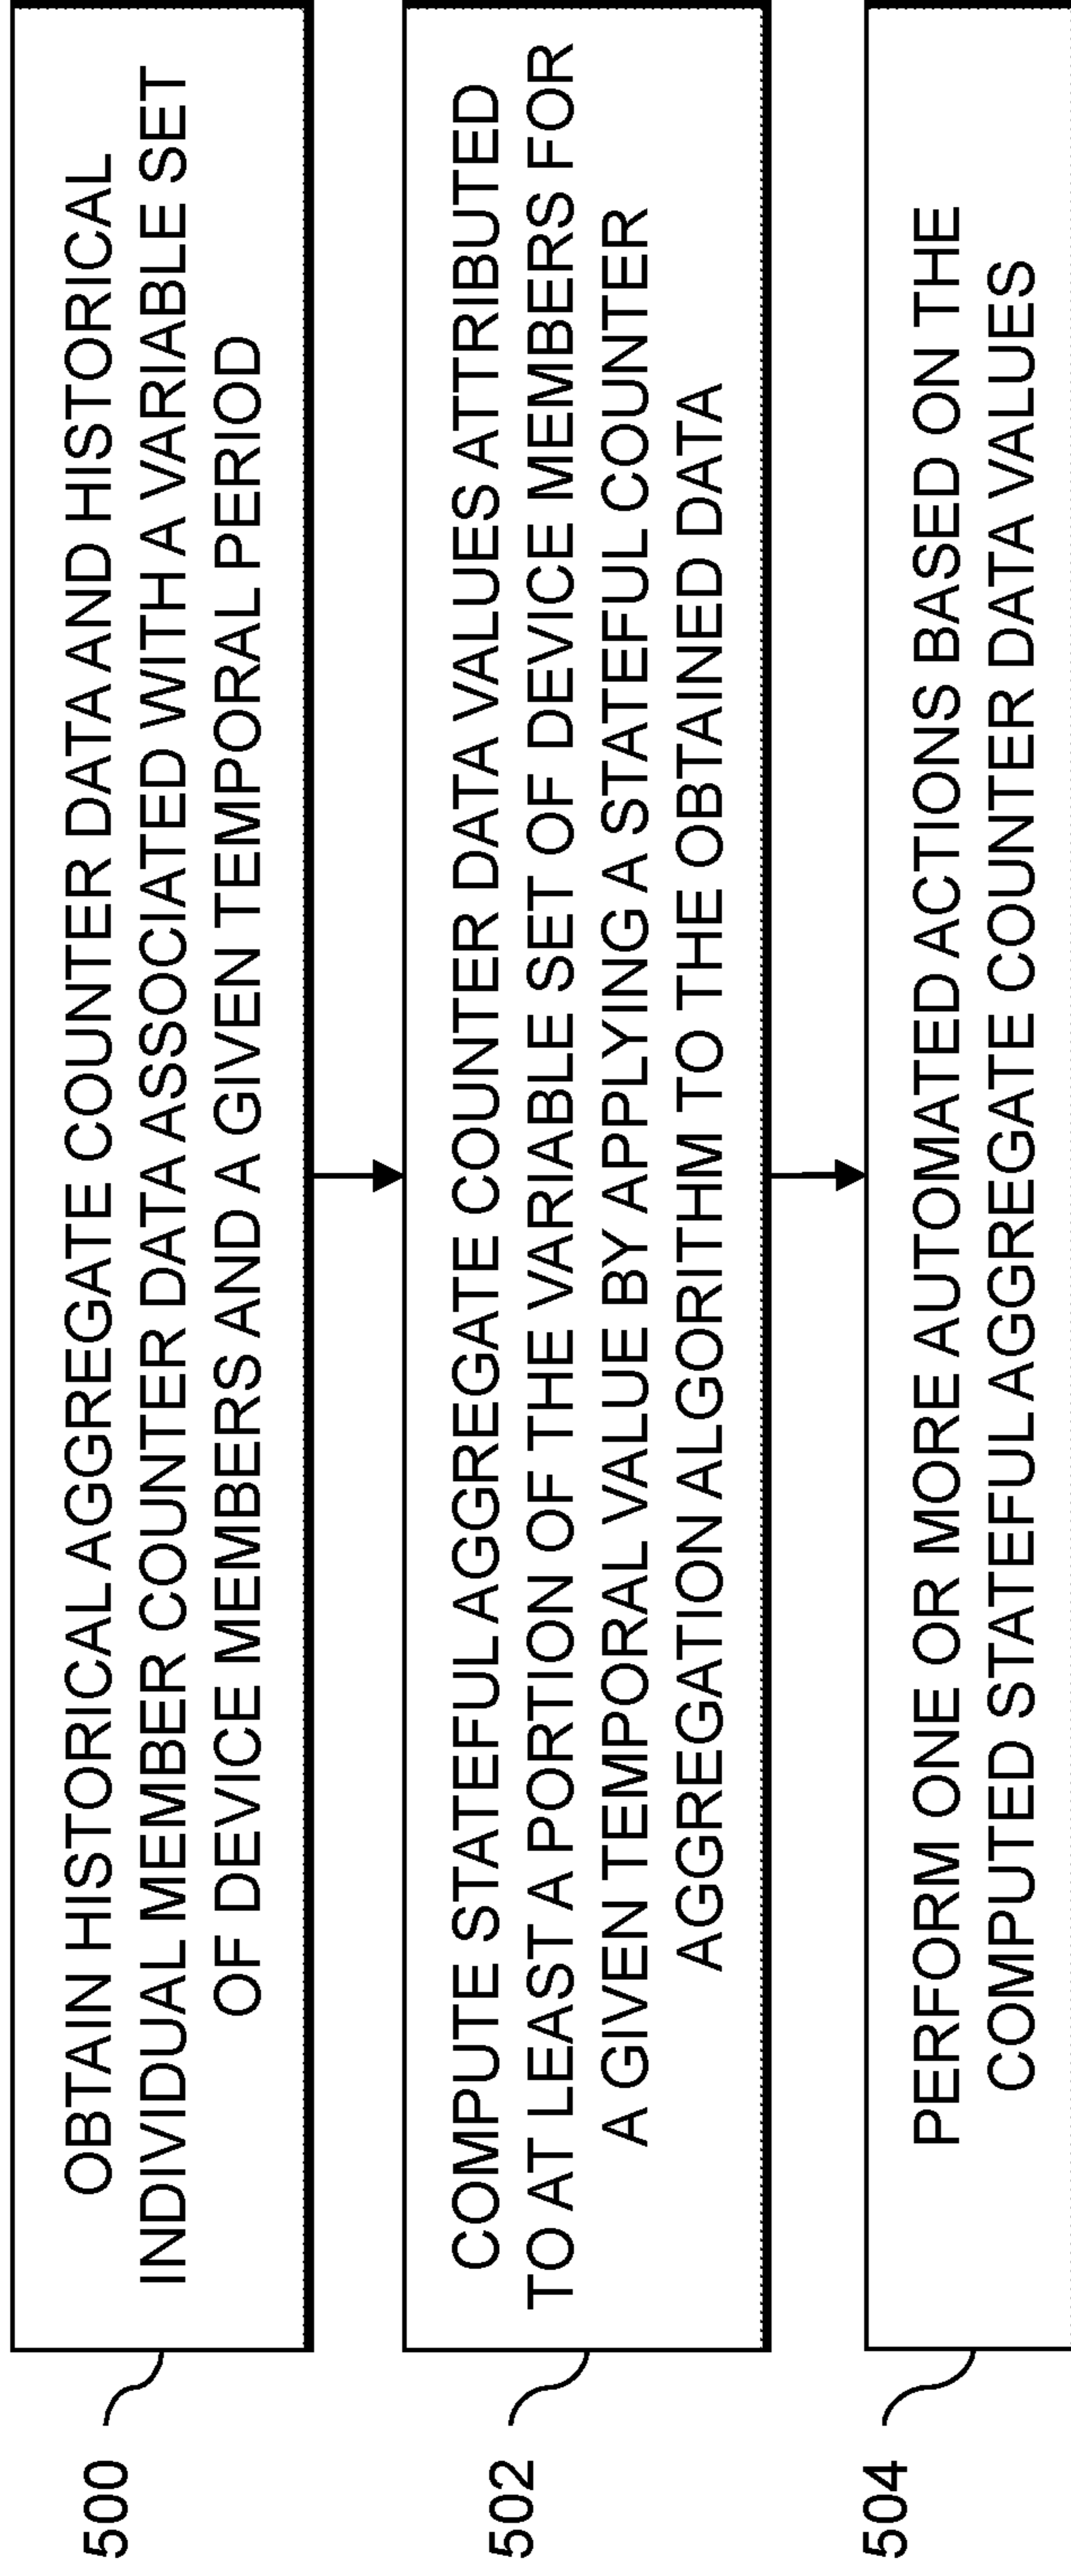 500
OBTAIN HISTORICAL AGGREGATE COUNTER DATA AND HISTORICAL
INDIVIDUAL MEMBER COUNTER DATA ASSOCIATED WITH A VARIABLE SET
OF DEVICE MEMBERS AND A GIVEN TEMPORAL PERIOD
502
COMPUTE STATEFUL AGGREGATE COUNTER DATA VALUES ATTRIBUTED
TO AT LEAST A PORTION OF THE VARIABLE SET OF DEVICE MEMBERS FOR
A GIVEN TEMPORAL VALUE BY APPLYING A STATEFUL COUNTER
AGGREGATION ALGORITHM TO THE OBTAINED DATA
504
PERFORM ONE OR MORE AUTOMATED ACTIONS BASED ON THE
COMPUTED STATEFUL AGGREGATE COUNTER DATA VALUES